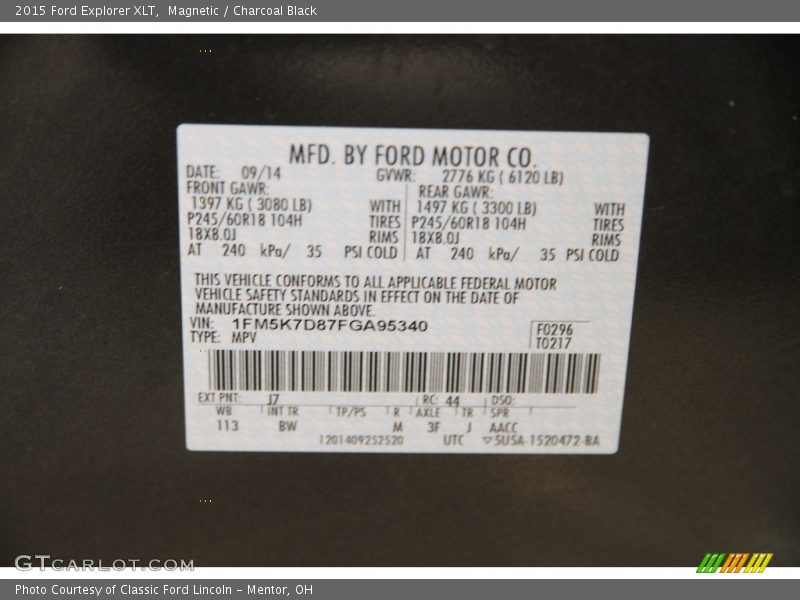 2015 Ford Explorer XLT,  Magnetic / Charcoal Black
MFD. BY FORD MOTOR CO.
DATE: 09/14 GVWR: 2776 KG ( 6120 LB)
FRONT GAWR: REAR GAWR:
1397 KG ( 3080 LB) WITH 1497 KG ( 3300 LB) WITH
P245/60R18 104H TIRES P245/60R18 104H TIRES
18X8.0J RIMS 18X8.0J RIMS
AT 240 kPa/ 35 PSI COLD AT 240 kPa/ 35 PSI COLD
THIS VEHICLE CONFORMS TO ALL APPLICABLE FEDERAL MOTOR
VEHICLE SAFETY STANDARDS IN EFFECT ON THE DATE OF
MANUFACTURE SHOWN ABOVE.
VIN: 1FM5K7D87FGA95340 F0296
TYPE: MPV T0217
EXT PNT: J7 RC: 44 DSO:
WB INT TR TP/PS R AXLE TR SPR
113 BW M 3F J AACC
1201409252520 UTC ▽5U5A-1520472-BA
GTCARLOT.COM
Photo Courtesy of Classic Ford Lincoln - Mentor, OH